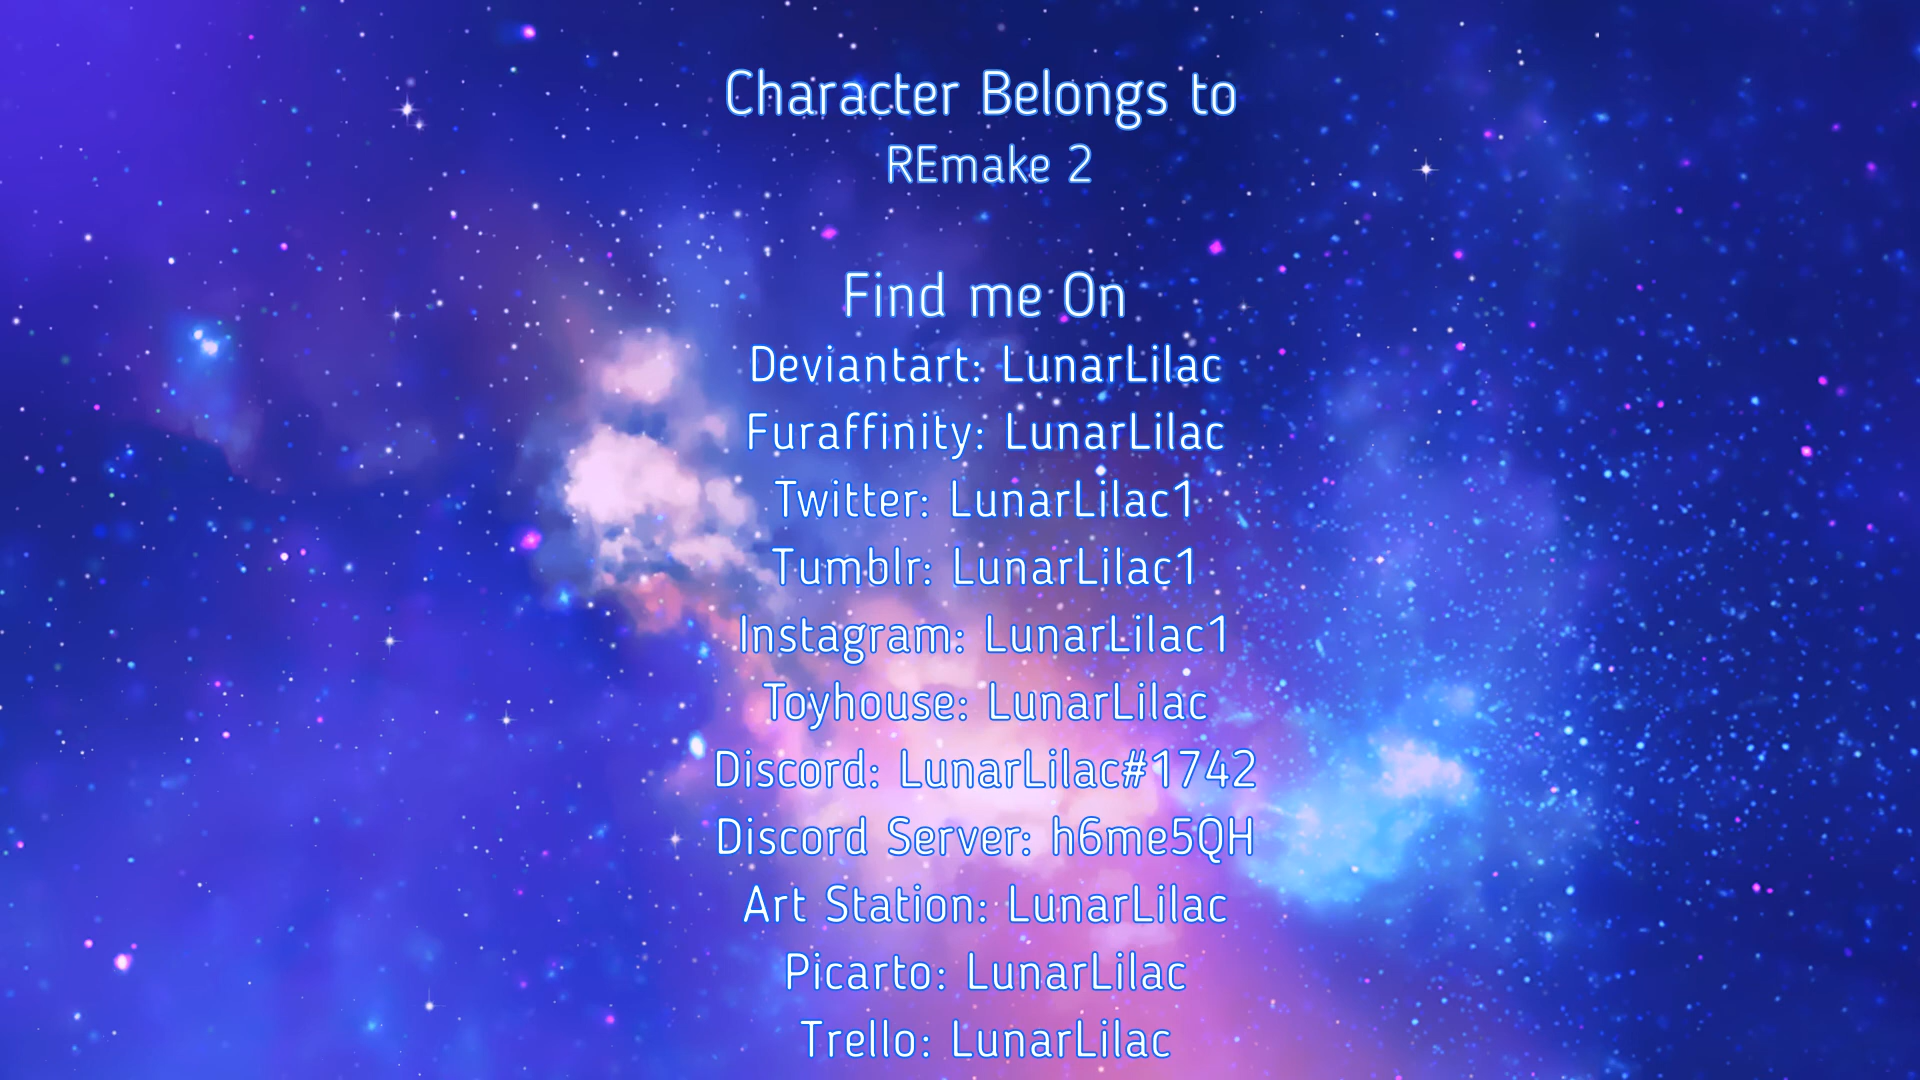 Character Belongs to
REmake 2
Find me On
Deviantart: LunarLilac
Furaffinity: LunarLilac
Twitter: LunarLilac1
Tumblr: LunarLilac1
Instagram: LunarLilac1
Toyhouse: LunarLilac
Discord: LunarLilac#1742
Discord Server: h6me5QH
Art Station: LunarLilac
Picarto: LunarLilac
Trello: LunarLilac